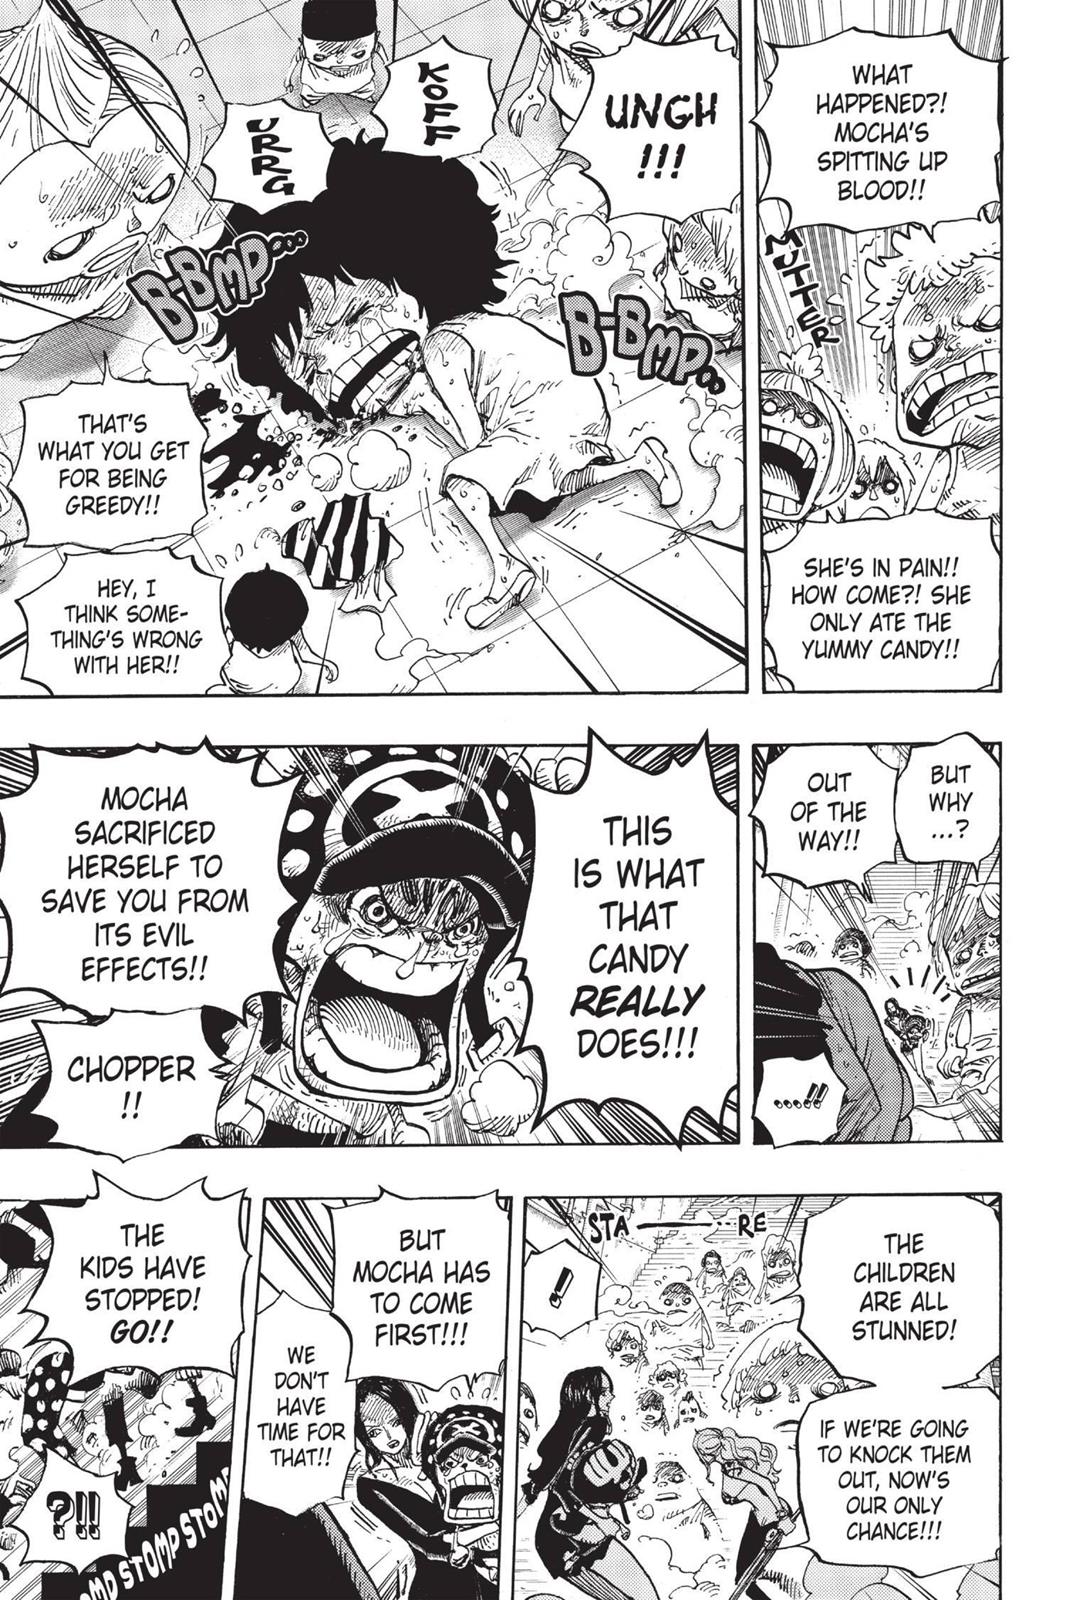 WHAT
HAPPENED?!
MOCHA'S
SPITTING UP
BLOOD!!
MUTTER
SHE'S IN PAIN!!
HOW COME?! SHE
ONLY ATE THE
YUMMY CANDY!!
UNGH
!!!
KOFF
URRG
B-BMP...
B-BMP...
THAT'S
WHAT YOU GET
FOR BEING
GREEDY!!
HEY, I
THINK SOME-
THING'S WRONG
WITH HER!!
BUT
WHY
...?
OUT
OF THE
WAY!!
....!!
THIS
IS WHAT
THAT
CANDY
REALLY
DOES!!!
MOCHA
SACRIFICED
HERSELF TO
SAVE YOU FROM
ITS EVIL
EFFECTS!!
CHOPPER
!!
THE
CHILDREN
ARE ALL
STUNNED!
IF WE'RE GOING
TO KNOCK THEM
OUT, NOW'S
OUR ONLY
CHANCE!!!
STA...RE
!!
BUT
MOCHA HAS
TO COME
FIRST!!!
WE
DON'T
HAVE
TIME FOR
THAT!!
THE
KIDS HAVE
STOPPED!
GO!!
?!!
STOMP STOMP